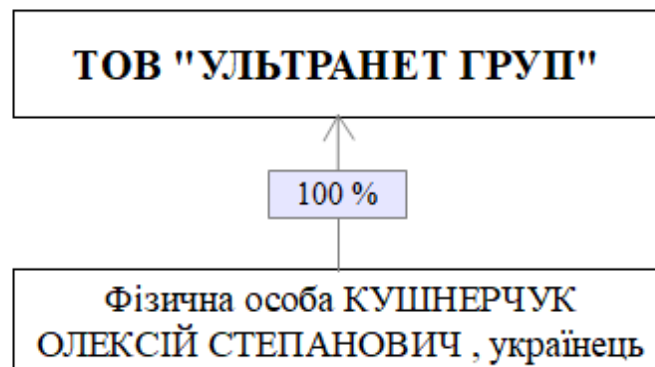 ТОВ "УЛЬТРАНЕТ ГРУП"
100 %
Фізична особа КУШНЕРЧУК
ОЛЕКСІЙ СТЕПАНОВИЧ , українець